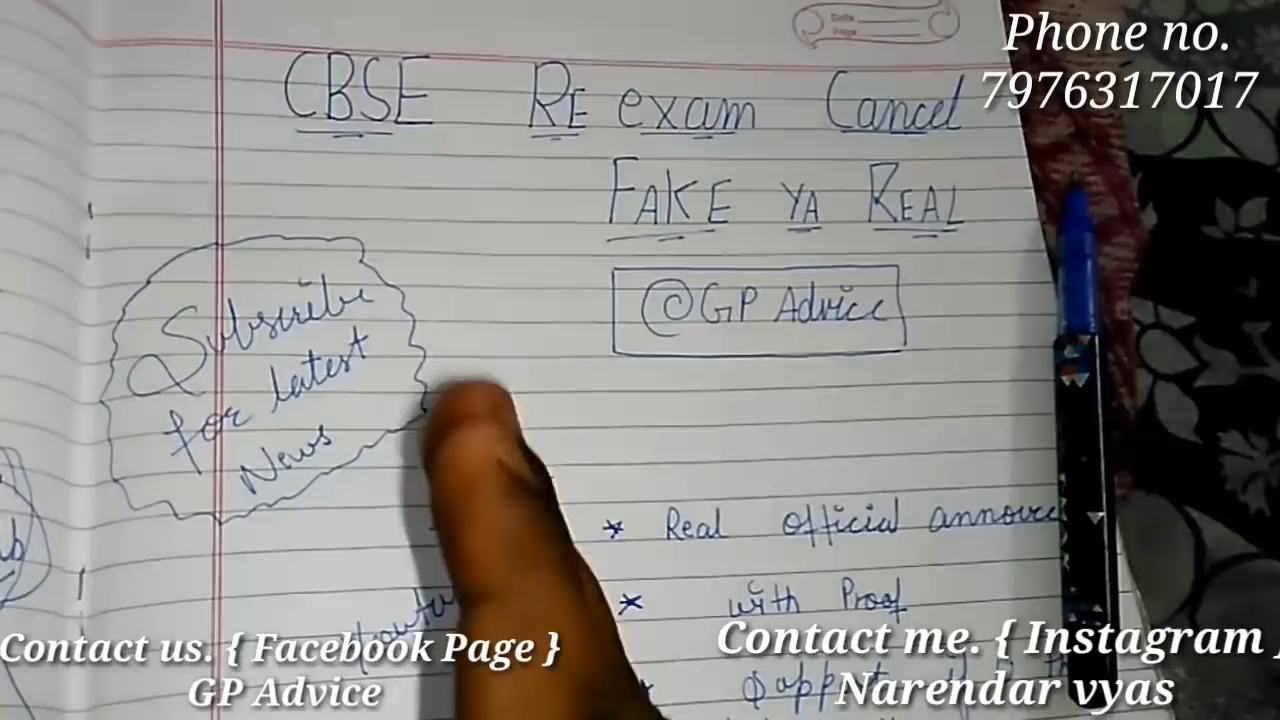 Phone no.
7976317017
CBSE RE exam Cancel
FAKE YA REAL
@GP Advice
Subscribe
for latest
News
* Real official
* with Proof
Contact us. { Facebook Page }
GP Advice
Contact me. { Instagram }
Narendar vyas